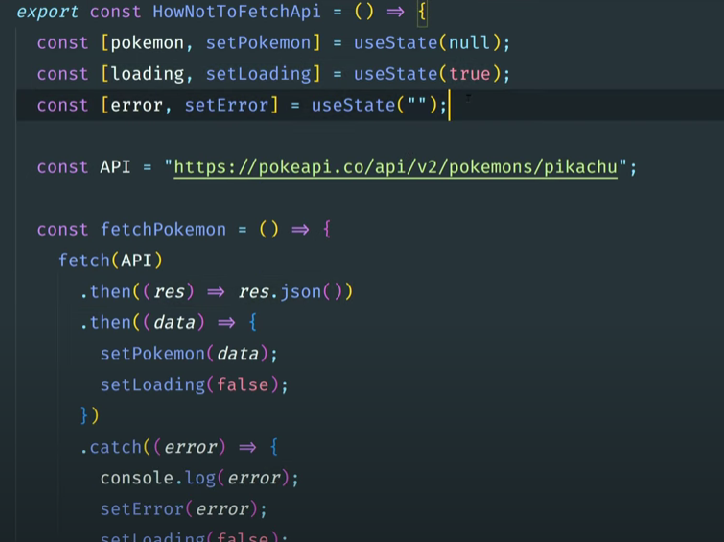 export const HowNotToFetchApi = () => {
const [pokemon, setPokemon] = useState(null);
const [loading, setLoading] = useState(true);
const [error, setError] = useState("");
const API = "https://pokeapi.co/api/v2/pokemons/pikachu";
const fetchPokemon = () => {
fetch(API)
.then((res) => res.json())
.then((data) => {
setPokemon(data);
setLoading(false);
})
.catch((error) => {
console.log(error);
setError(error);
setLoading(false);